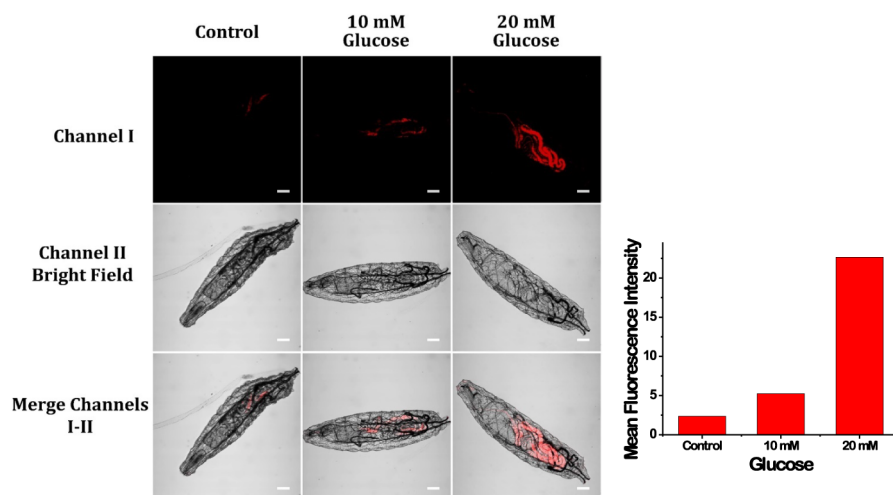 Control
10 mM
Glucose
20 mM
Glucose
Channel I
Channel II
Bright Field
Merge Channels
I-II
Mean Fluorescence Intensity
20
15
10
5
0
Control
10 mM
20 mM
Glucose